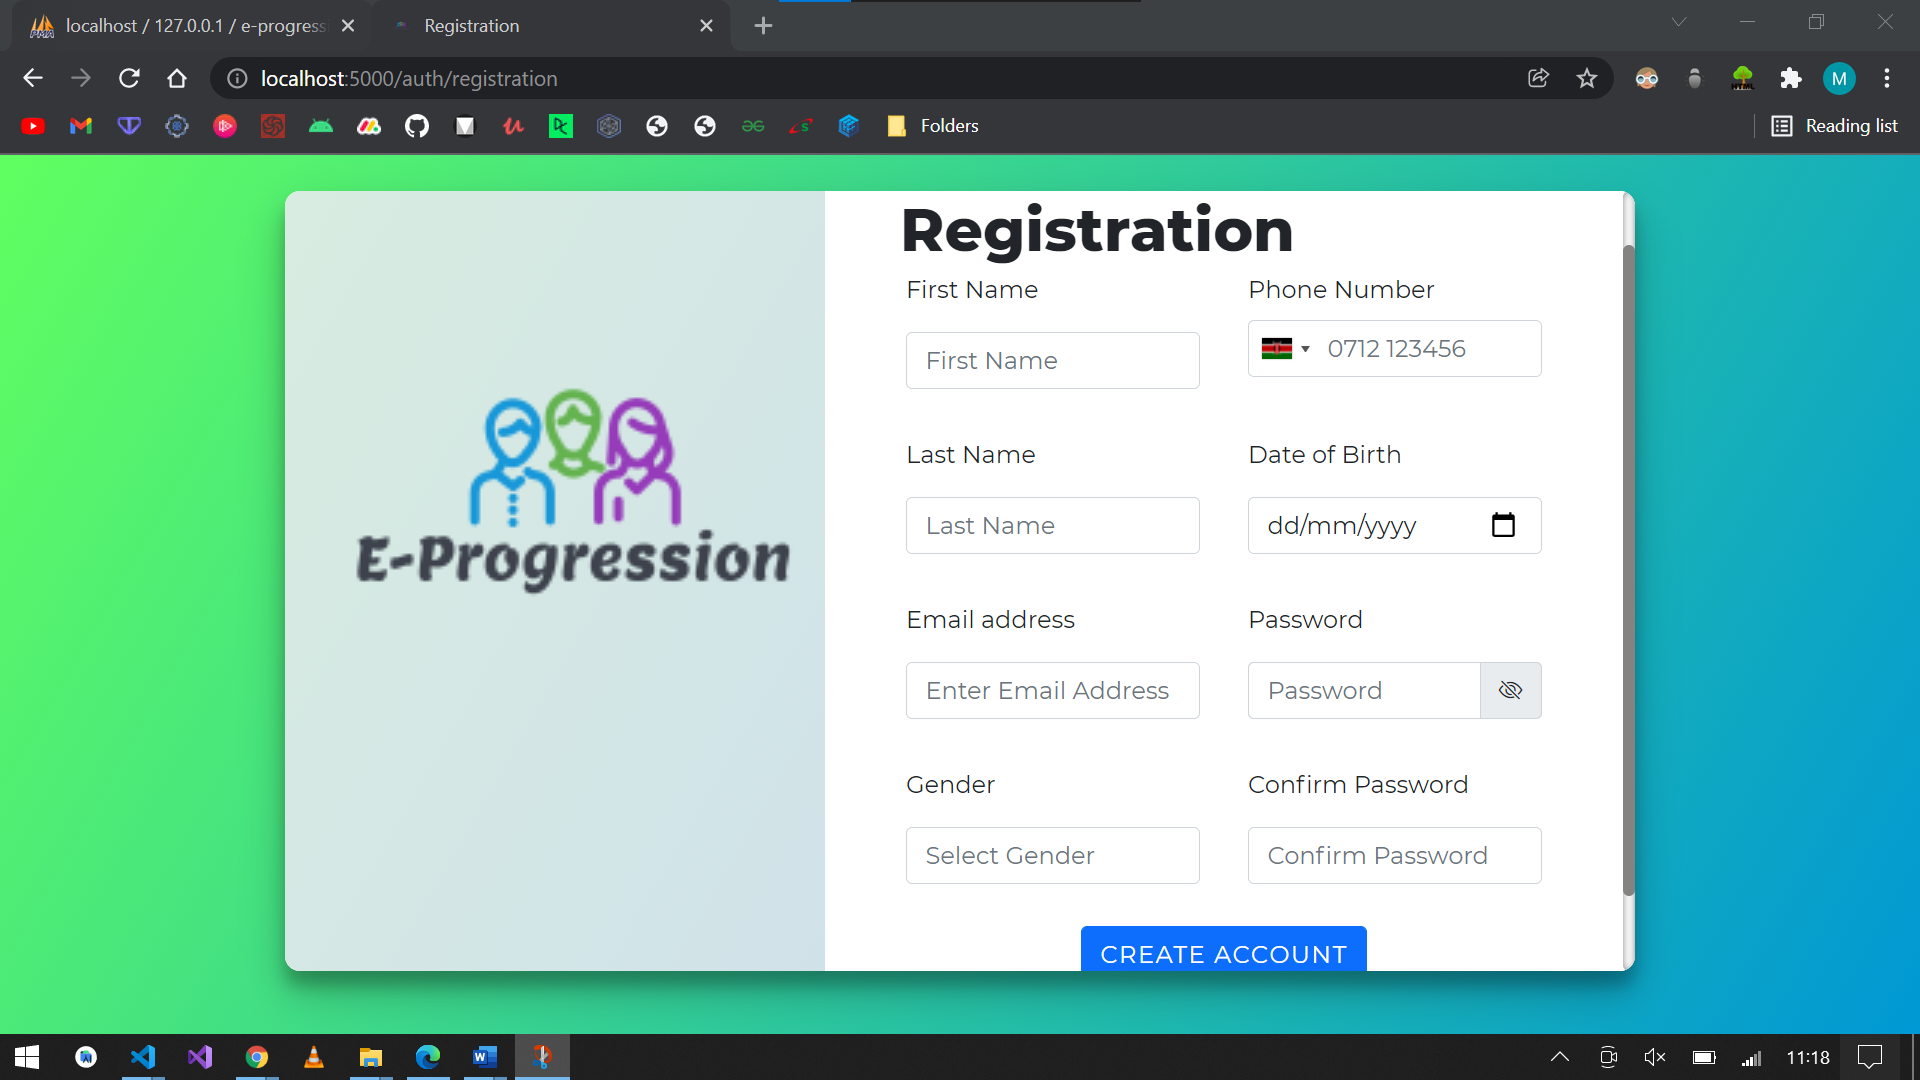 localhost / 127.0.0.1 / e-progress
Registration
localhost:5000/auth/registration
M
Folders
Reading list
Registration
First Name
Phone Number
First Name
0712 123456
Last Name
Date of Birth
Last Name
dd/mm/yyyy
E-Progression
Email address
Password
Enter Email Address
Password
Gender
Confirm Password
Select Gender
Confirm Password
CREATE ACCOUNT
11:18